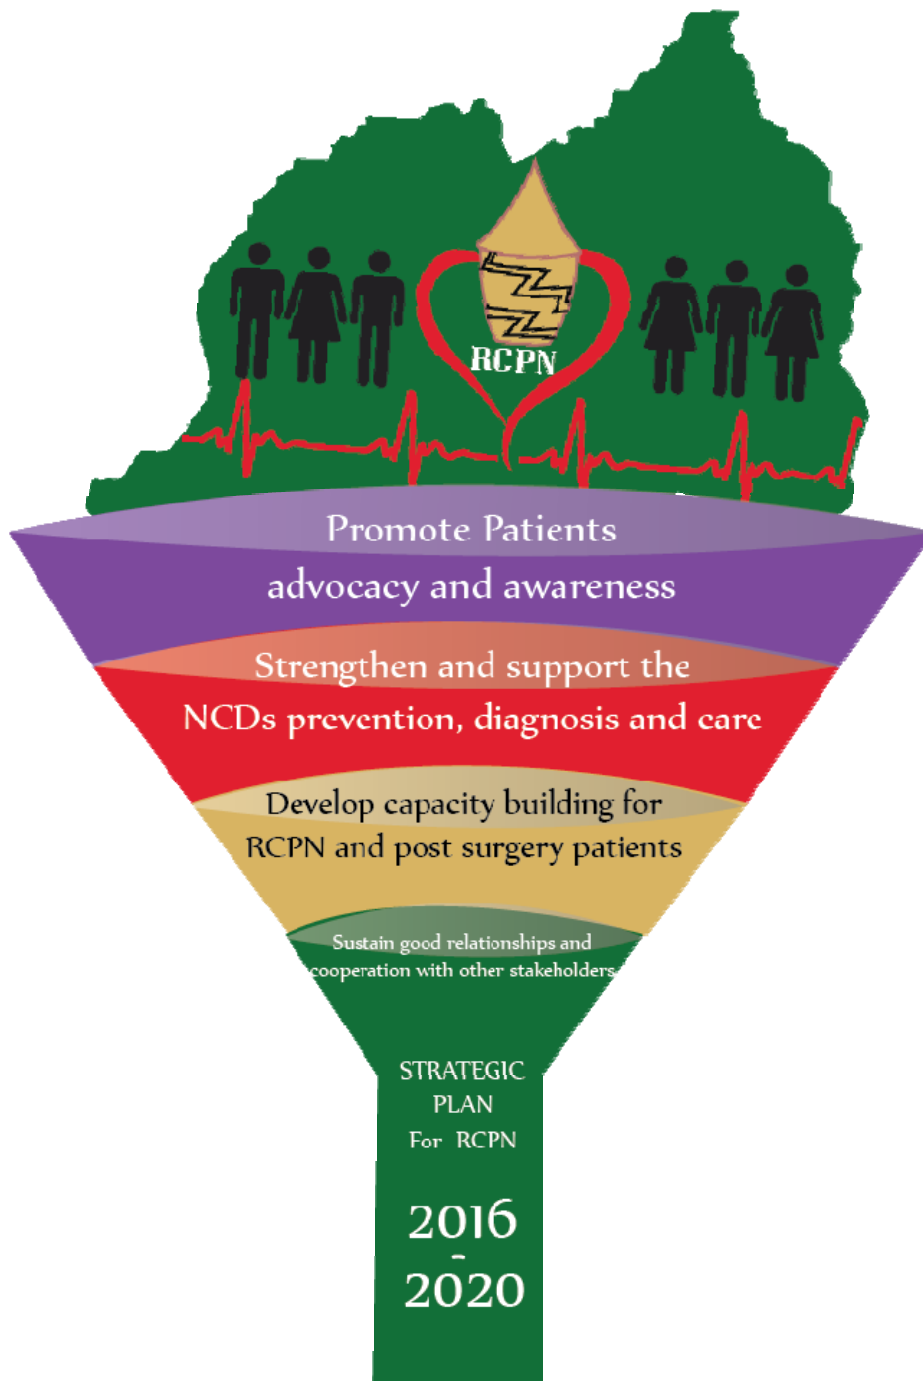 RCPN
Promote Patients
advocacy and awareness
Strengthen and support the
NCDs prevention, diagnosis and care
Develop capacity building for
RCPN and post surgery patients
Sustain good relationships and
cooperation with other stakeholders
STRATEGIC
PLAN
For RCPN
2016
-
2020